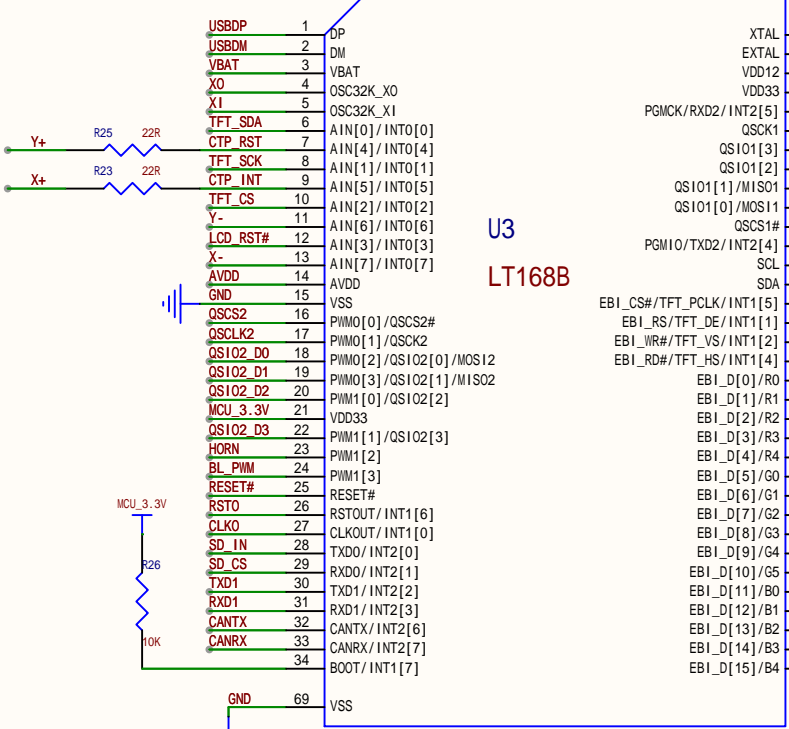 USBDP 1 DP XTAL
USBDM 2 DM EXTAL
VBAT 3 VBAT VDD12
XO 4 OSC32K_XO VDD33
XI 5 OSC32K_XI PGMCK/RXD2/INT2[5]
TFT_SDA 6 AIN[0]/INT0[0] QSCK1
Y+ R25 22R CTP_RST 7 AIN[4]/INT0[4] QSIO1[3]
TFT_SCK 8 AIN[1]/INT0[1] QSIO1[2]
X+ R23 22R CTP_INT 9 AIN[5]/INT0[5] QSIO1[1]/MISO1
TFT_CS 10 AIN[2]/INT0[2] QSIO1[0]/MOSI1
Y- 11 AIN[6]/INT0[6] U3 QSCS1#
LCD_RST# 12 AIN[3]/INT0[3] PGMIO/TXD2/INT2[4]
X- 13 AIN[7]/INT0[7] SCL
AVDD 14 AVDD LT168B SDA
GND 15 VSS EBI_CS#/TFT_PCLK/INT1[5]
QSCS2 16 PWM0[0]/QSCS2# EBI_RS/TFT_DE/INT1[1]
QSCLK2 17 PWM0[1]/QSCK2 EBI_WR#/TFT_VS/INT1[2]
QSIO2_D0 18 PWM0[2]/QSIO2[0]/MOSI2 EBI_RD#/TFT_HS/INT1[4]
QSIO2_D1 19 PWM0[3]/QSIO2[1]/MISO2 EBI_D[0]/R0
QSIO2_D2 20 PWM1[0]/QSIO2[2] EBI_D[1]/R1
MCU_3.3V 21 VDD33 EBI_D[2]/R2
QSIO2_D3 22 PWM1[1]/QSIO2[3] EBI_D[3]/R3
HORN 23 PWM1[2] EBI_D[4]/R4
BL_PWM 24 PWM1[3] EBI_D[5]/G0
RESET# 25 RESET# EBI_D[6]/G1
MCU_3.3V RSTO 26 RSTOUT/INT1[6] EBI_D[7]/G2
CLKO 27 CLKOUT/INT1[0] EBI_D[8]/G3
SD_IN 28 TXD0/INT2[0] EBI_D[9]/G4
R26 SD_CS 29 RXD0/INT2[1] EBI_D[10]/G5
TXD1 30 TXD1/INT2[2] EBI_D[11]/B0
RXD1 31 RXD1/INT2[3] EBI_D[12]/B1
CANTX 32 CANTX/INT2[6] EBI_D[13]/B2
10K CANRX 33 CANRX/INT2[7] EBI_D[14]/B3
34 BOOT/INT1[7] EBI_D[15]/B4
GND 69 VSS